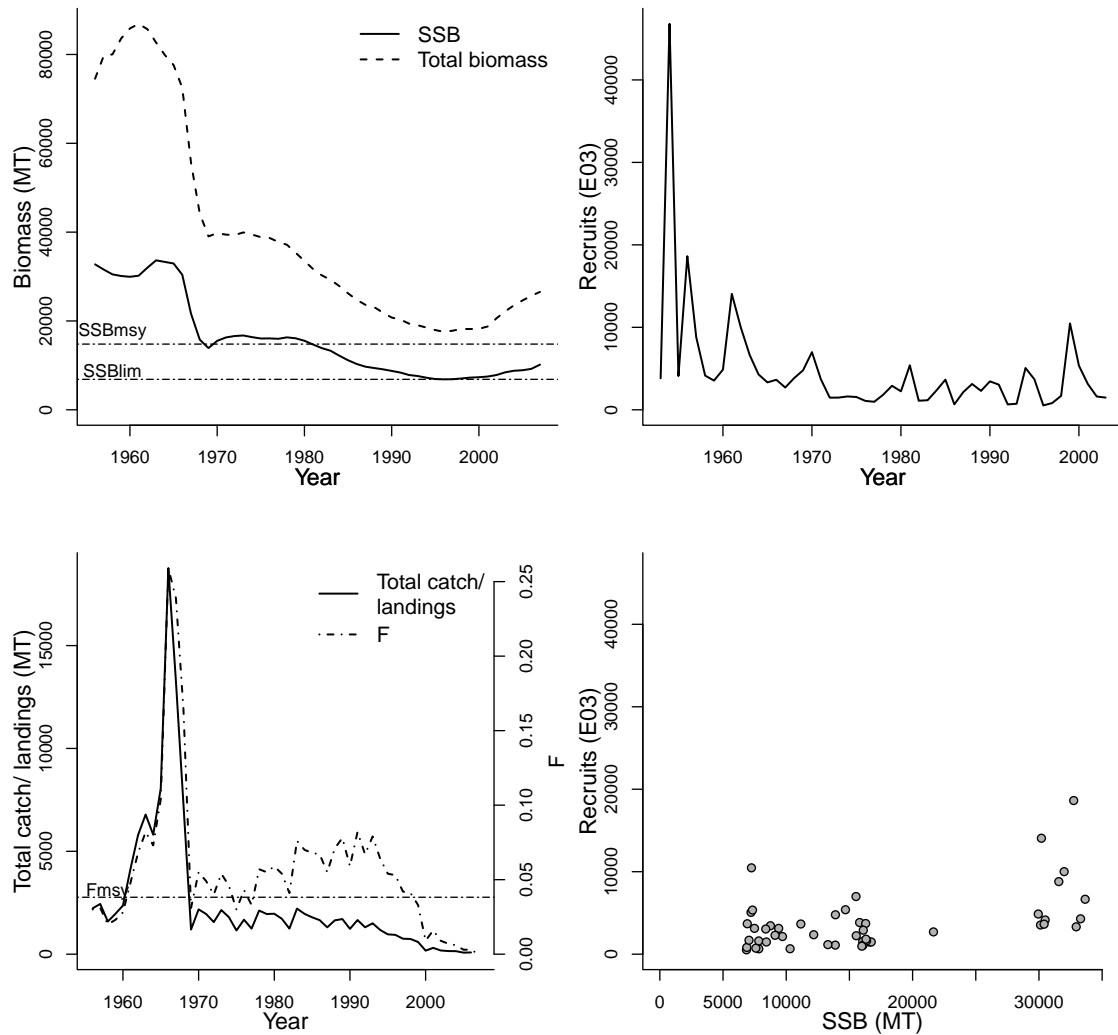 SSB
Total biomass
Biomass (MT)
80000
60000
40000
20000
0
SSBmsy
SSBlim
1960 1970 1980 1990 2000
Year
Recruits (E03)
40000
30000
20000
10000
0
1960 1970 1980 1990 2000
Year
Total catch/
landings
F
Total catch/ landings (MT)
15000
10000
5000
0
Fmsy
0.25
0.20
0.15
0.10
0.05
0.00
F
1960 1970 1980 1990 2000
Year
Recruits (E03)
40000
30000
20000
10000
0
0 5000 10000 20000 30000
SSB (MT)